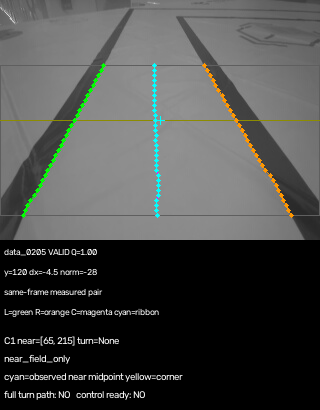 data_0205 VALID Q=1.00
y=120 dx=-4.5 norm=-28
same-frame measured pair
L=green R=orange C=magenta cyan=ribbon
C1 near=[65, 215] turn=None
near_field_only
cyan=observed near midpoint yellow=corner
full turn path: NO control ready: NO